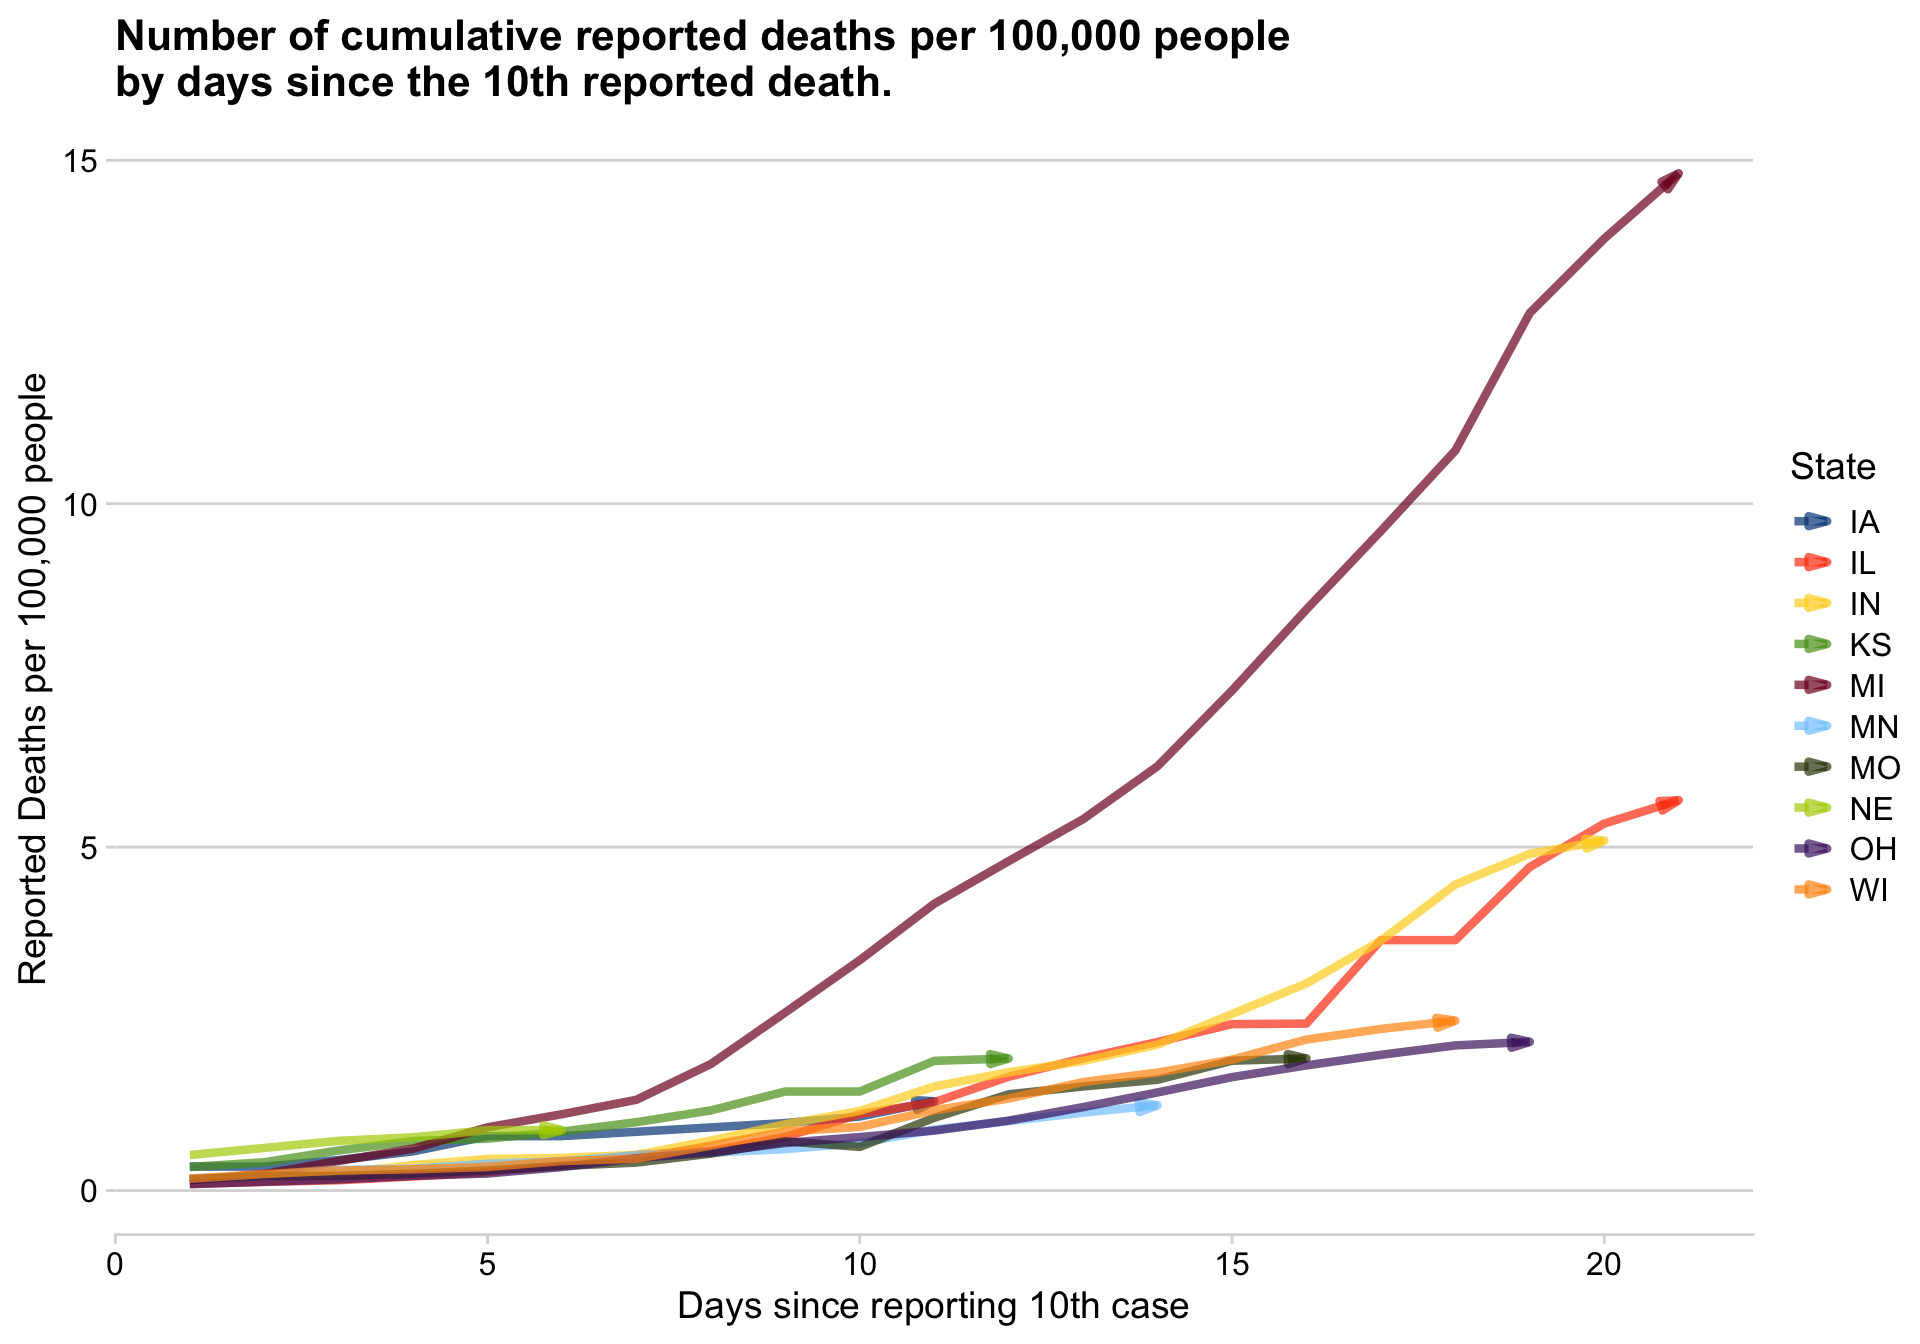 Number of cumulative reported deaths per 100,000 people
by days since the 10th reported death.
Reported Deaths per 100,000 people
15
10
5
0
0
5
10
15
20
Days since reporting 10th case
State
IA
IL
IN
KS
MI
MN
MO
NE
OH
WI